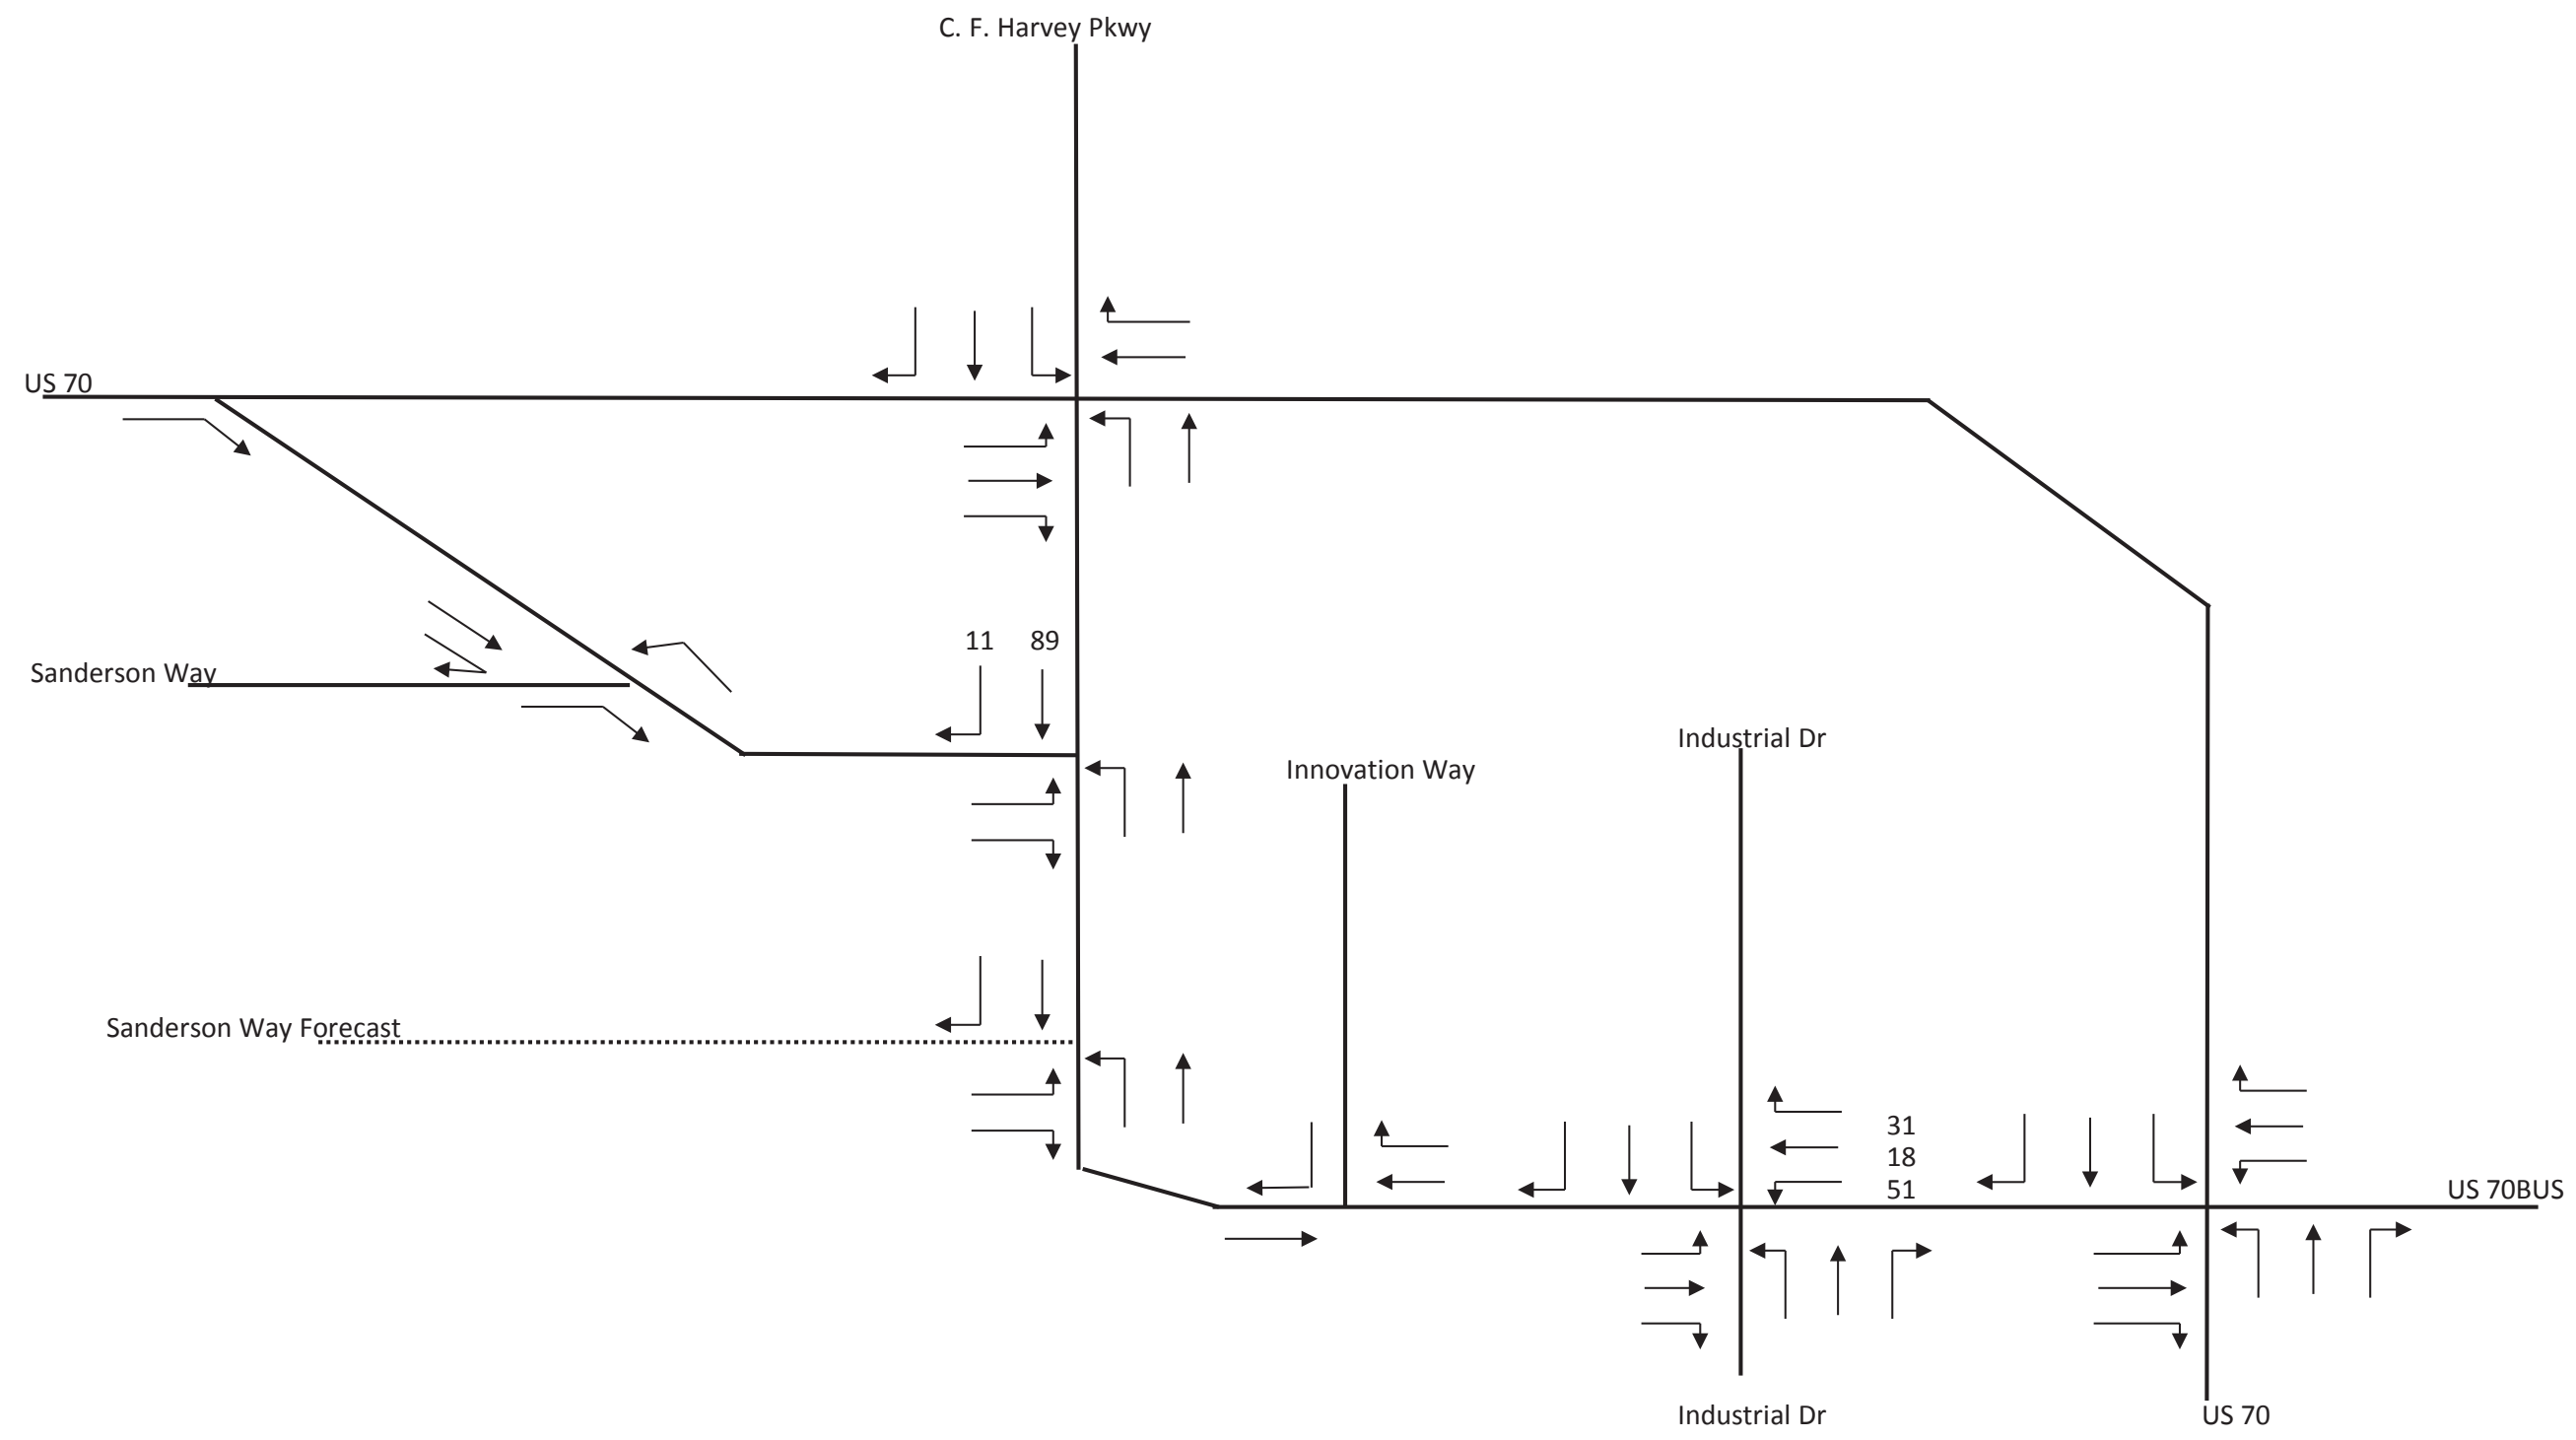 C. F. Harvey Pkwy
US 70
11 89
Sanderson Way
Industrial Dr
Innovation Way
Sanderson Way Forecast
31
18
51
US 70BUS
Industrial Dr
US 70